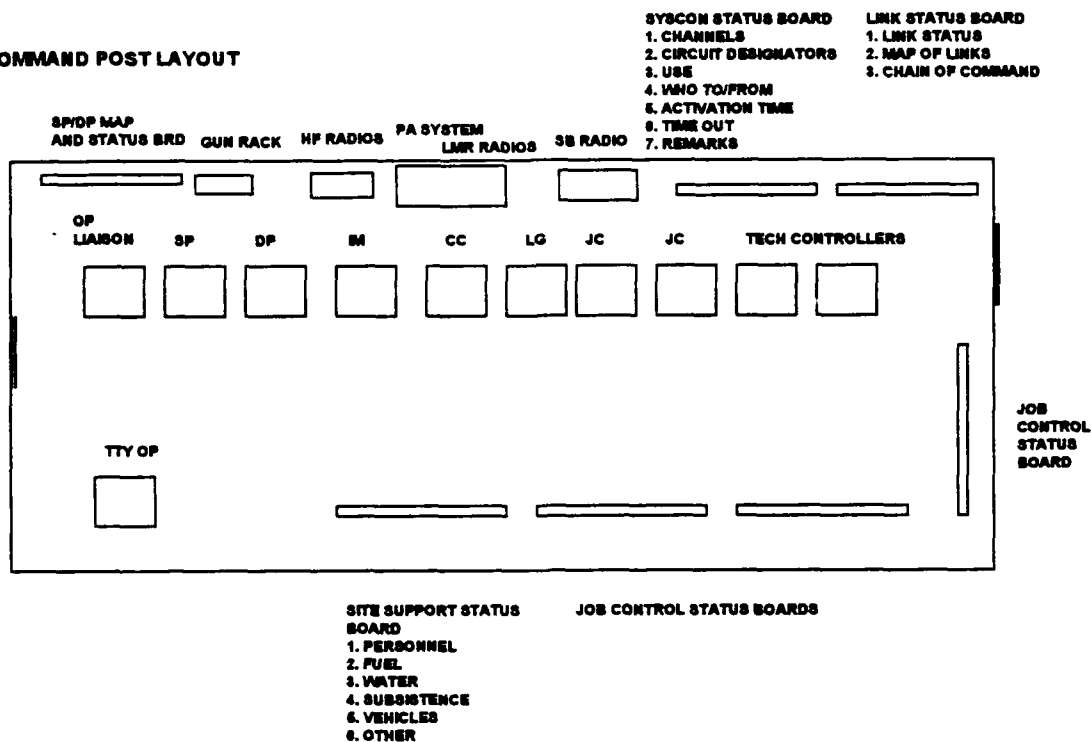 OMMAND POST LAYOUT
SYSCON STATUS BOARD
1. CHANNELS
2. CIRCUIT DESIGNATORS
3. USE
4. WHO TO/FROM
5. ACTIVATION TIME
6. TIME OUT
7. REMARKS
LINK STATUS BOARD
1. LINK STATUS
2. MAP OF LINKS
3. CHAIN OF COMMAND
SP/DP MAP
AND STATUS BRD
GUN RACK
HF RADIOS
PA SYSTEM
LMR RADIOS
SB RADIO
OP
LIAISON
SP
DP
IM
CC
LG
JC
JC
TECH CONTROLLERS
JOB
CONTROL
STATUS
BOARD
TTY OP
SITE SUPPORT STATUS
BOARD
1. PERSONNEL
2. FUEL
3. WATER
4. SUBSISTENCE
5. VEHICLES
6. OTHER
JOB CONTROL STATUS BOARDS